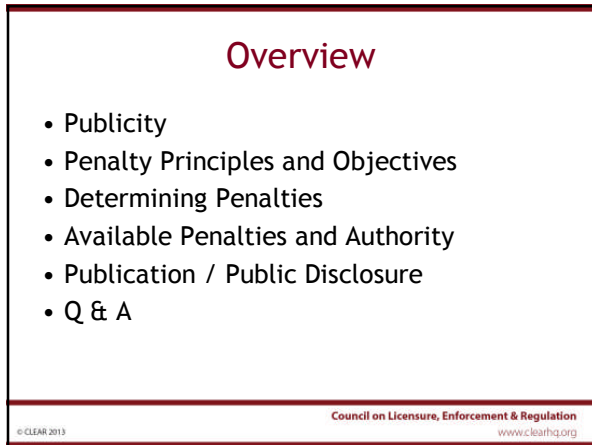 Overview
• Publicity
• Penalty Principles and Objectives
• Determining Penalties
• Available Penalties and Authority
• Publication / Public Disclosure
• Q & A
Council on Licensure, Enforcement & Regulation
© CLEAR 2013
www.clearhq.org